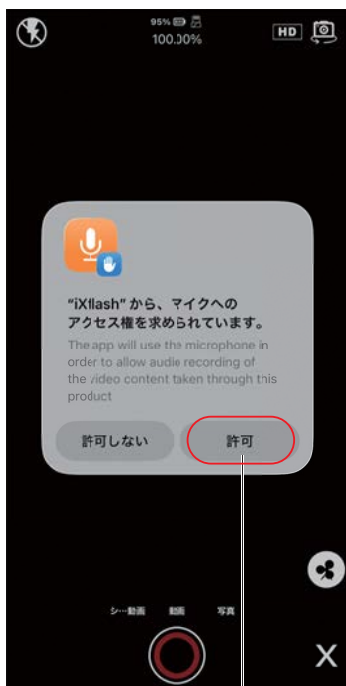 95%
100.00%
HD
"iXflash" から、マイクへの
アクセス権を求められています。
The app will use the microphone in
order to allow audio recording of
the video content taken through this
product
許可しない
許可
シ…動画 動画 写真
X